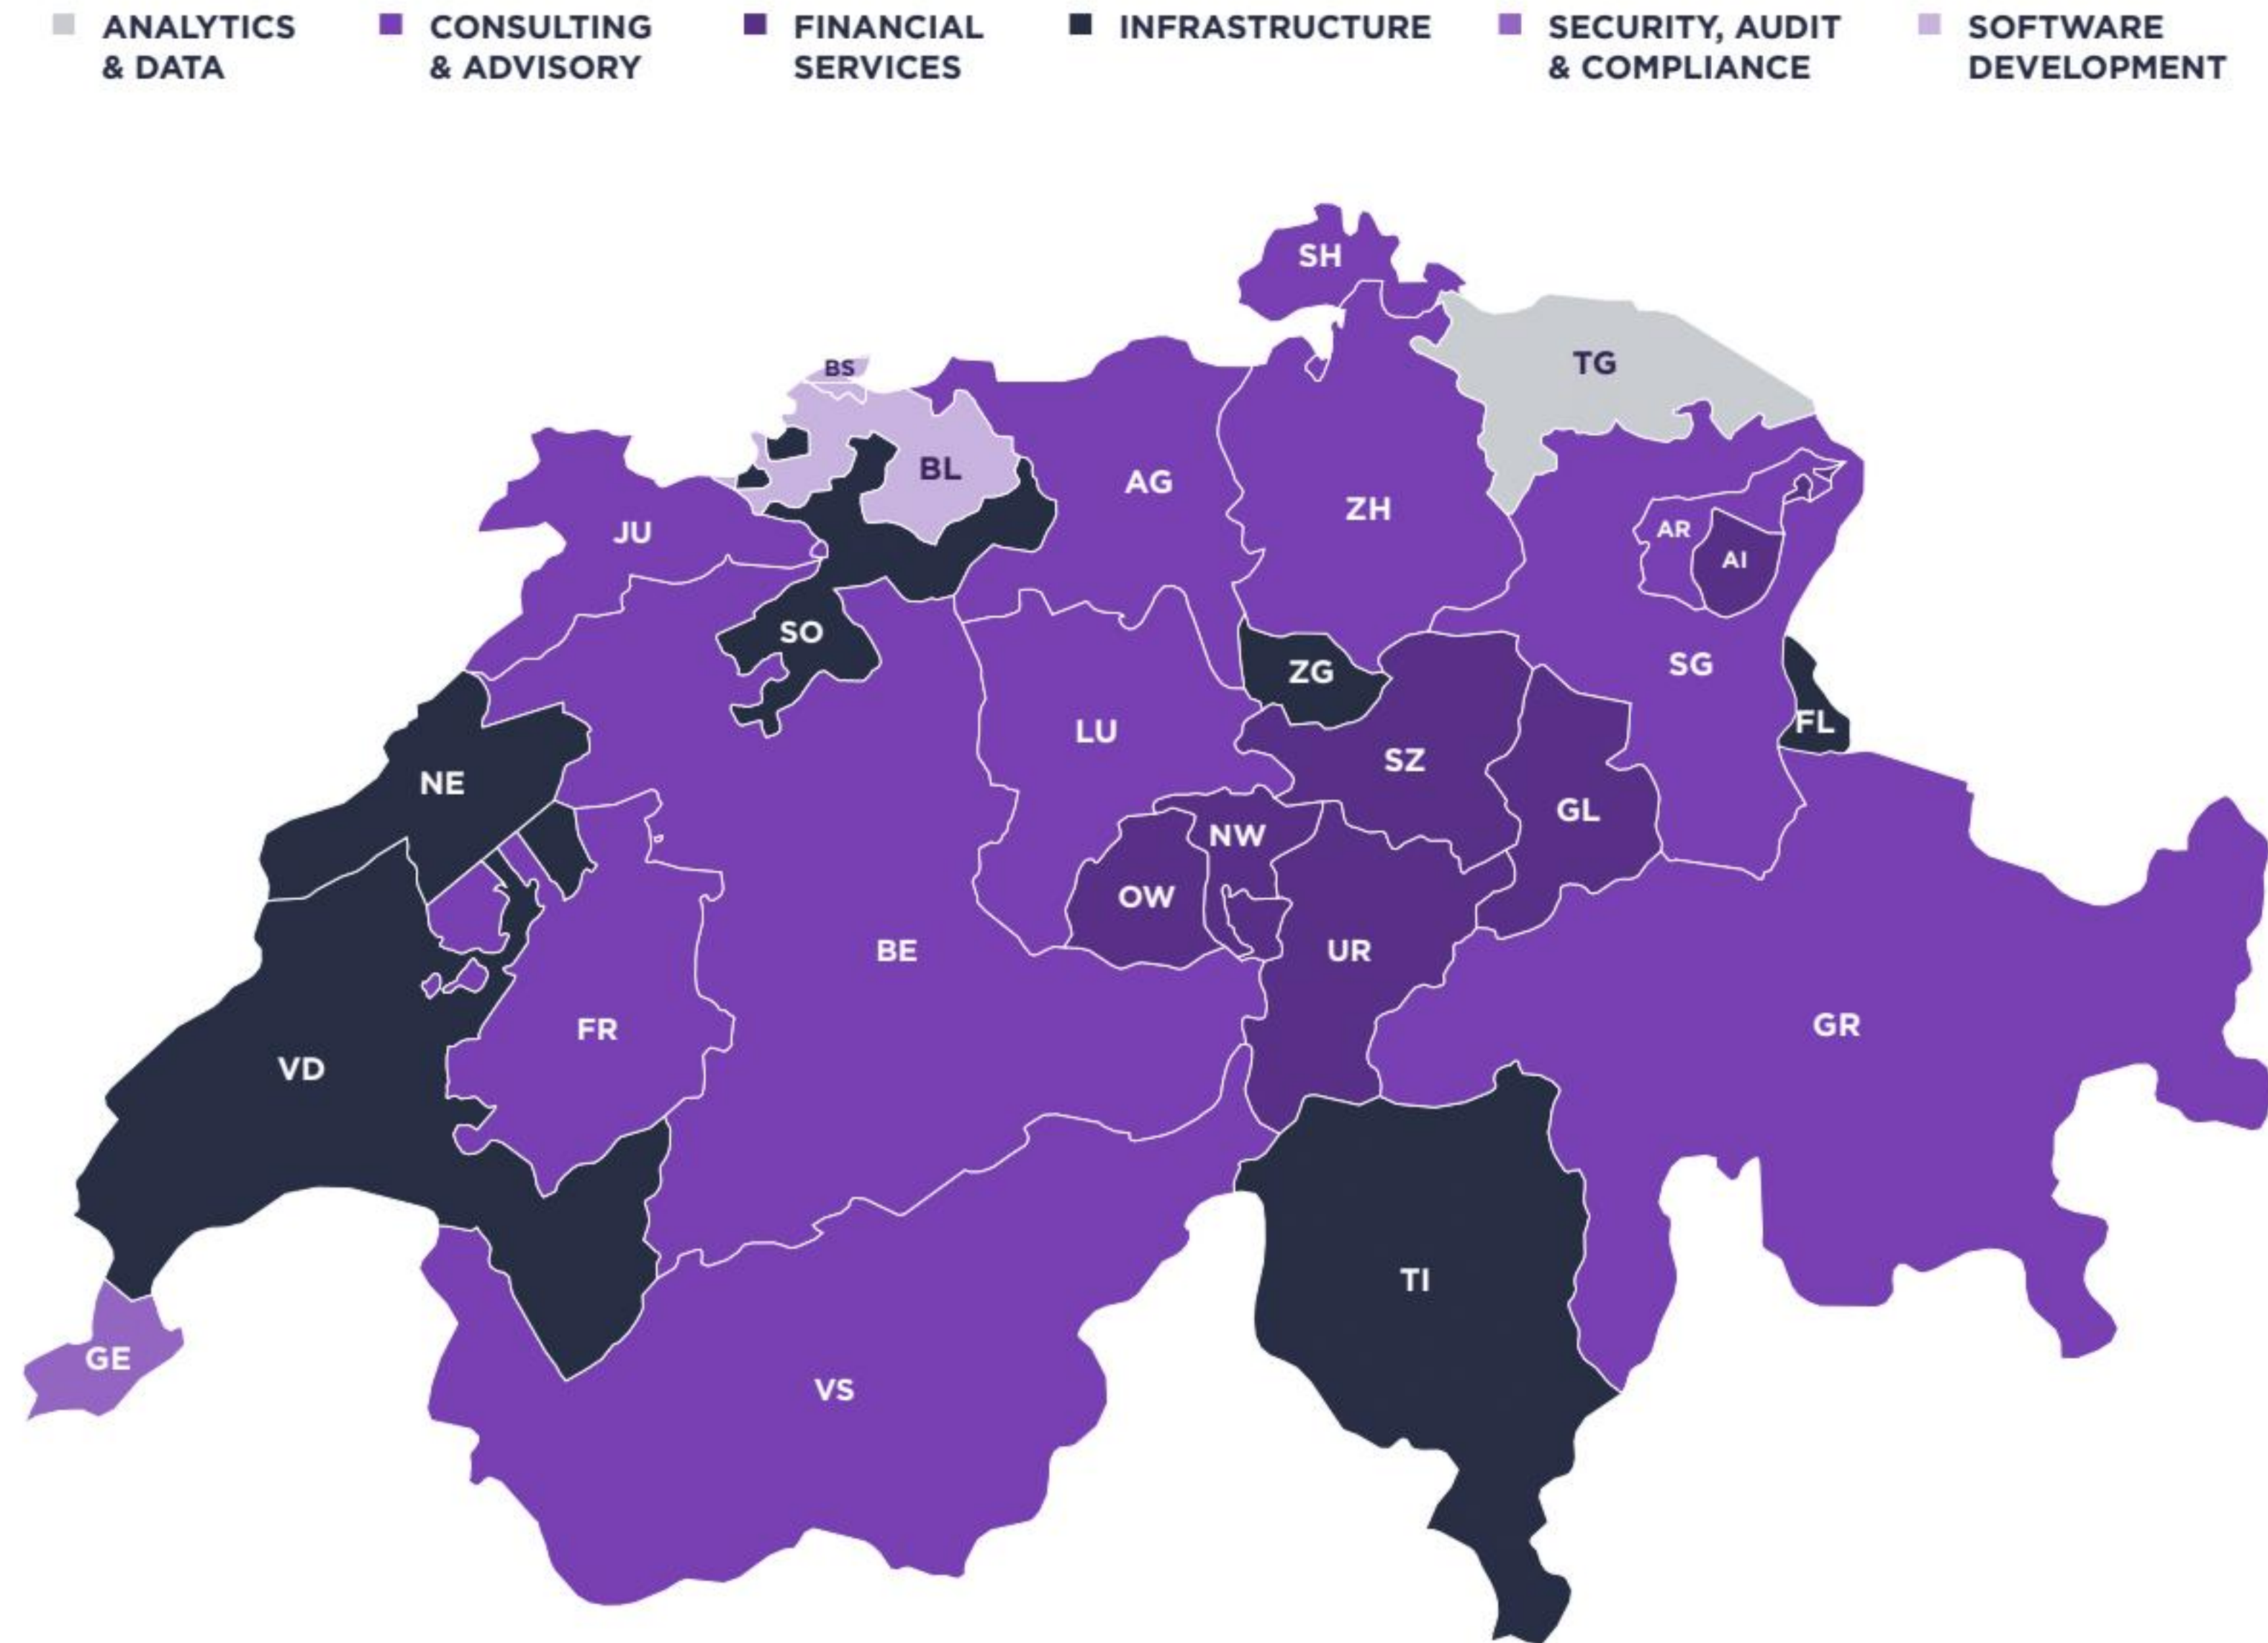 ANALYTICS
& DATA
CONSULTING
& ADVISORY
FINANCIAL
SERVICES
INFRASTRUCTURE
SECURITY, AUDIT
& COMPLIANCE
SOFTWARE
DEVELOPMENT
SH
TG
BS
BL
AG
ZH
JU
AR
AI
SO
ZG
SG
FL
LU
SZ
NE
GL
NW
OW
BE
UR
FR
GR
VD
TI
GE
VS